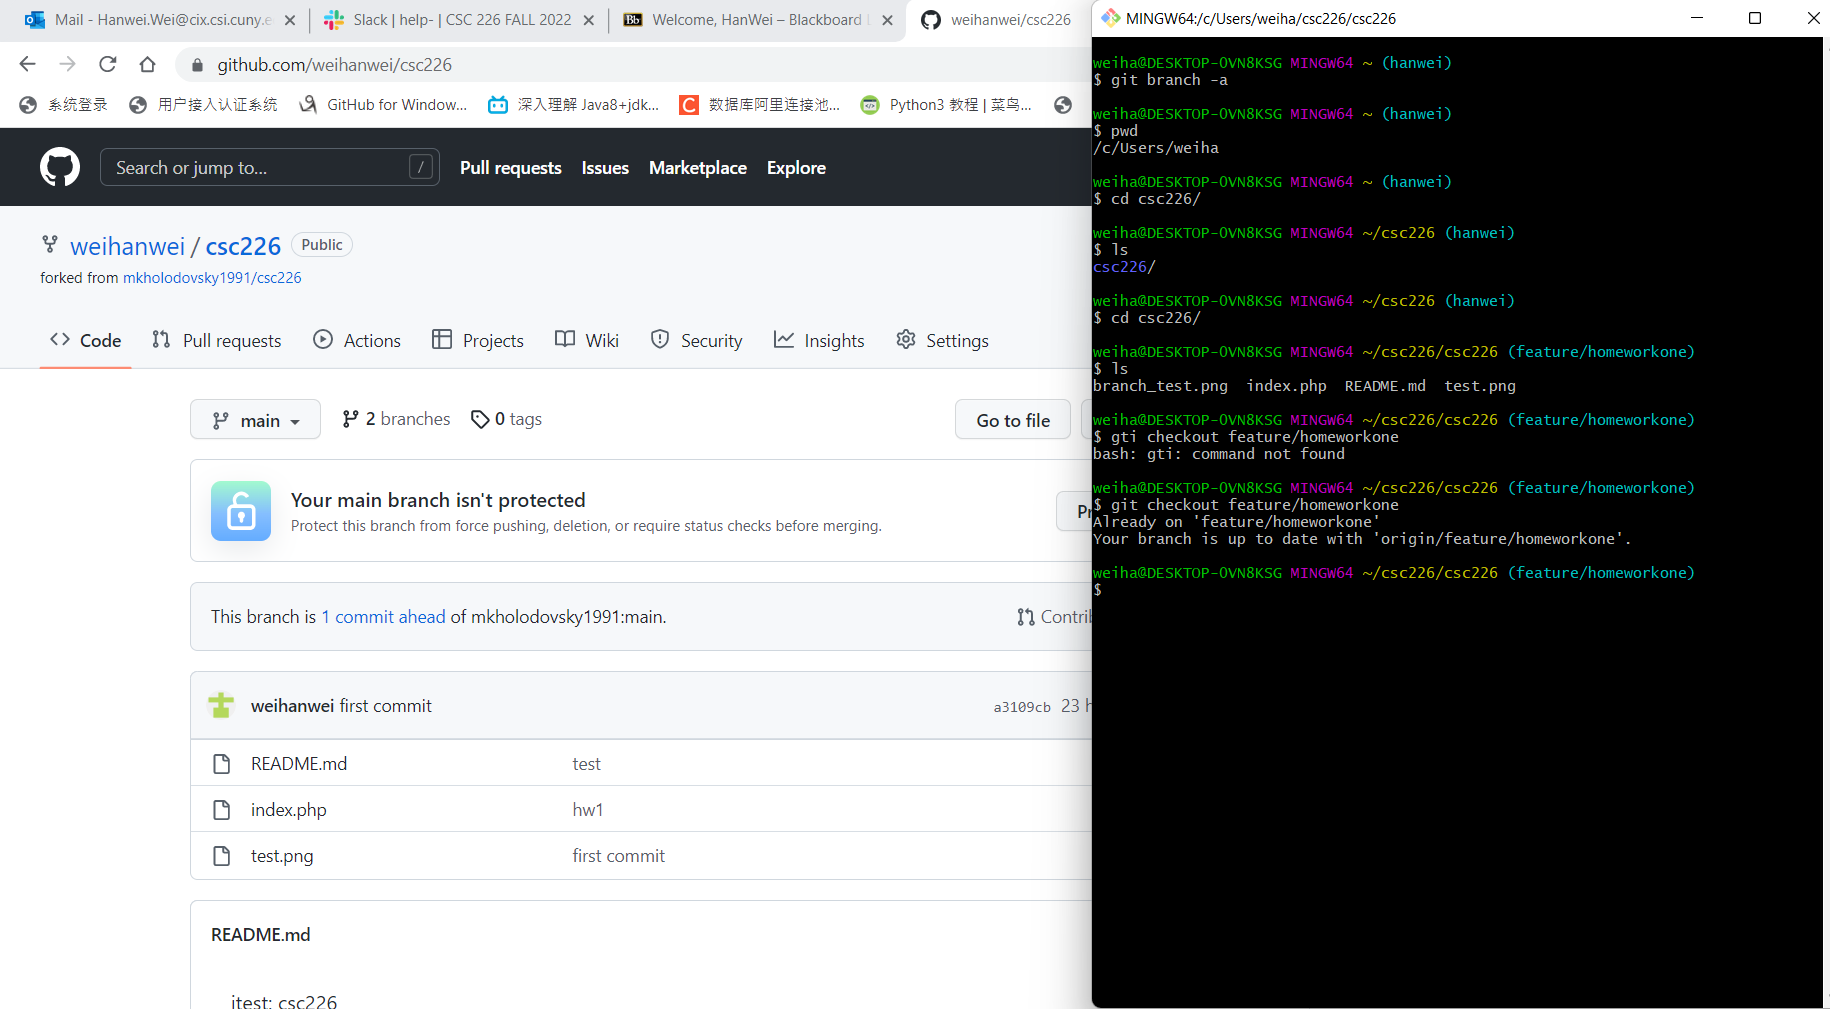 Mail - Hanwei.Wei@cix.csi.cuny.e
Slack | help- | CSC 226 FALL 2022
Bb Welcome, HanWei – Blackboard
weihanwei/csc226
github.com/weihanwei/csc226
系统登录
用户接入认证系统
GitHub for Window...
深入理解 Java8+jdk...
C 数据库阿里连接池...
Python3 教程 | 菜鸟...
Search or jump to... /
Pull requests
Issues
Marketplace
Explore
weihanwei / csc226 Public
forked from mkholodovsky1991/csc226
Code
Pull requests
Actions
Projects
Wiki
Security
Insights
Settings
main
2 branches
0 tags
Go to file
Your main branch isn't protected
Protect this branch from force pushing, deletion, or require status checks before merging.
This branch is 1 commit ahead of mkholodovsky1991:main.
weihanwei first commit
a3109cb 23
README.md test
index.php hw1
test.png first commit
README.md
itest: csc226
MINGW64:/c/Users/weiha/csc226/csc226
weiha@DESKTOP-OVN8KSG MINGW64 ~ (hanwei)
$ git branch -a
weiha@DESKTOP-OVN8KSG MINGW64 ~ (hanwei)
$ pwd
/c/Users/weiha
weiha@DESKTOP-OVN8KSG MINGW64 ~ (hanwei)
$ cd csc226/
weiha@DESKTOP-OVN8KSG MINGW64 ~/csc226 (hanwei)
$ ls
csc226/
weiha@DESKTOP-OVN8KSG MINGW64 ~/csc226 (hanwei)
$ cd csc226/
weiha@DESKTOP-OVN8KSG MINGW64 ~/csc226/csc226 (feature/homeworkone)
$ ls
branch_test.png index.php README.md test.png
weiha@DESKTOP-OVN8KSG MINGW64 ~/csc226/csc226 (feature/homeworkone)
$ gti checkout feature/homeworkone
bash: gti: command not found
weiha@DESKTOP-OVN8KSG MINGW64 ~/csc226/csc226 (feature/homeworkone)
$ git checkout feature/homeworkone
Already on 'feature/homeworkone'
Your branch is up to date with 'origin/feature/homeworkone'.
weiha@DESKTOP-OVN8KSG MINGW64 ~/csc226/csc226 (feature/homeworkone)
$